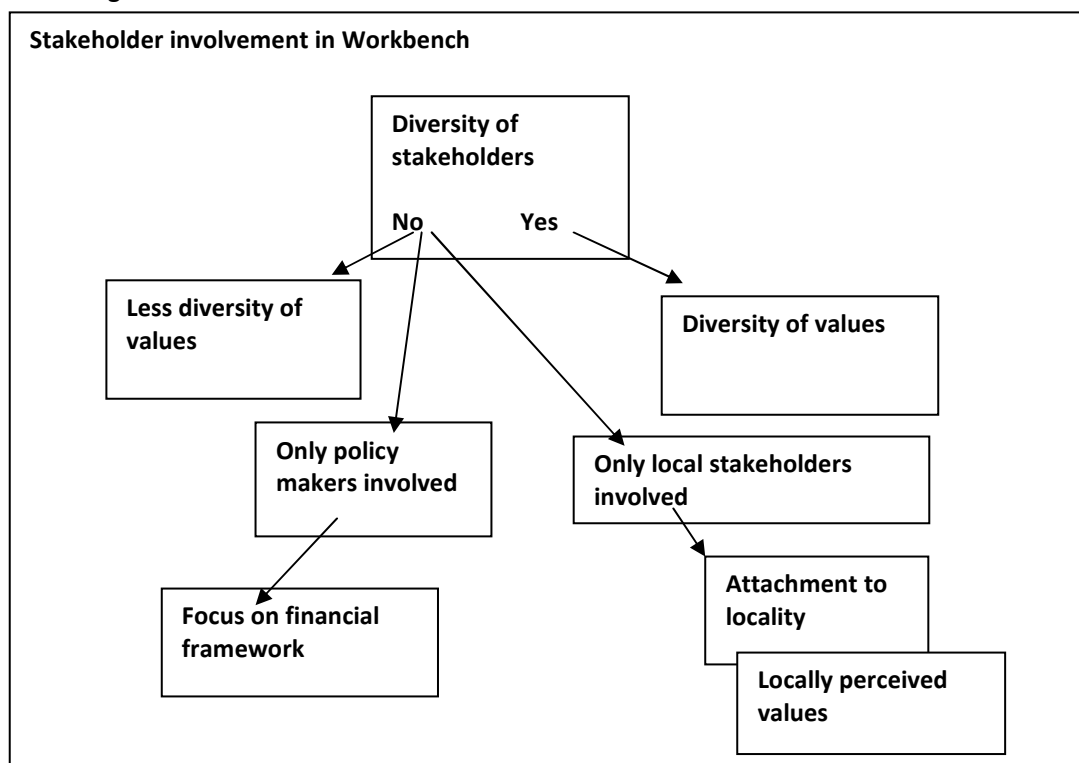 Stakeholder involvement in Workbench
Diversity of
stakeholders
No Yes
Less diversity of
values
Diversity of values
Only policy
makers involved
Only local stakeholders
involved
Attachment to
locality
Focus on financial
framework
Locally perceived
values